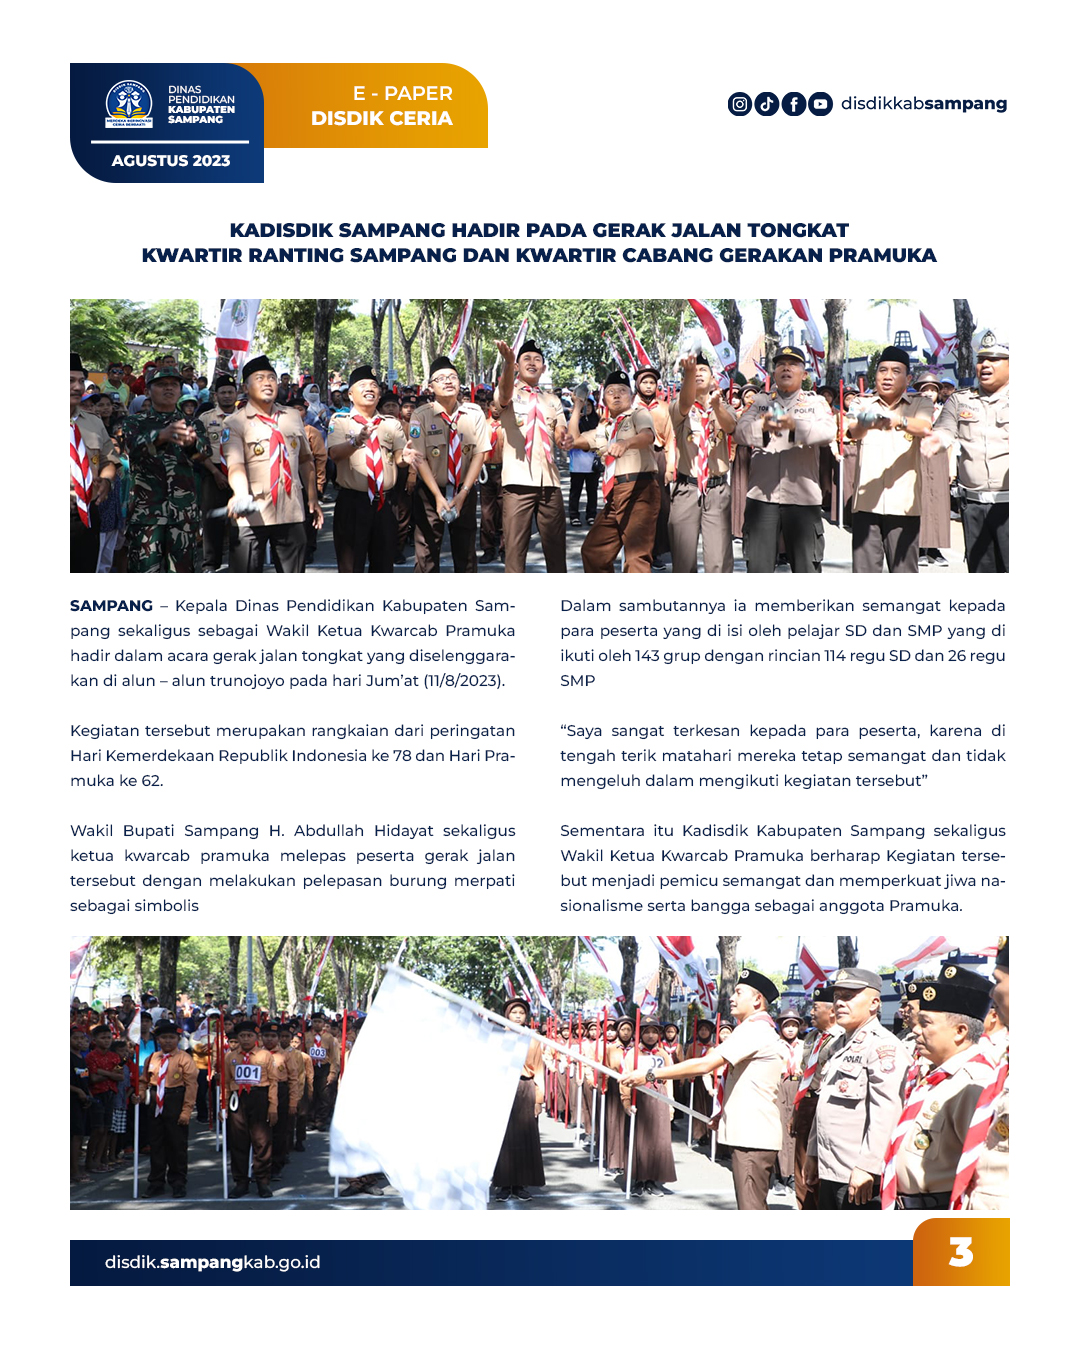 DINAS
PENDIDIKAN
KABUPATEN
SAMPANG
AGUSTUS 2023
E - PAPER
DISDIK CERIA
disdikkabsampang
KADISDIK SAMPANG HADIR PADA GERAK JALAN TONGKAT
KWARTIR RANTING SAMPANG DAN KWARTIR CABANG GERAKAN PRAMUKA
POLRI
SAMPANG – Kepala Dinas Pendidikan Kabupaten Sam-
pang sekaligus sebagai Wakil Ketua Kwarcab Pramuka
hadir dalam acara gerak jalan tongkat yang diselenggara-
kan di alun – alun trunojoyo pada hari Jum’at (11/8/2023).
Kegiatan tersebut merupakan rangkaian dari peringatan
Hari Kemerdekaan Republik Indonesia ke 78 dan Hari Pra-
muka ke 62.
Wakil Bupati Sampang H. Abdullah Hidayat sekaligus
ketua kwarcab pramuka melepas peserta gerak jalan
tersebut dengan melakukan pelepasan burung merpati
sebagai simbolis
Dalam sambutannya ia memberikan semangat kepada
para peserta yang di isi oleh pelajar SD dan SMP yang di
ikuti oleh 143 grup dengan rincian 114 regu SD dan 26 regu
SMP
“Saya sangat terkesan kepada para peserta, karena di
tengah terik matahari mereka tetap semangat dan tidak
mengeluh dalam mengikuti kegiatan tersebut”
Sementara itu Kadisdik Kabupaten Sampang sekaligus
Wakil Ketua Kwarcab Pramuka berharap Kegiatan terse-
but menjadi pemicu semangat dan memperkuat jiwa na-
sionalisme serta bangga sebagai anggota Pramuka.
001
003
POLRI
disdik.sampangkab.go.id
3